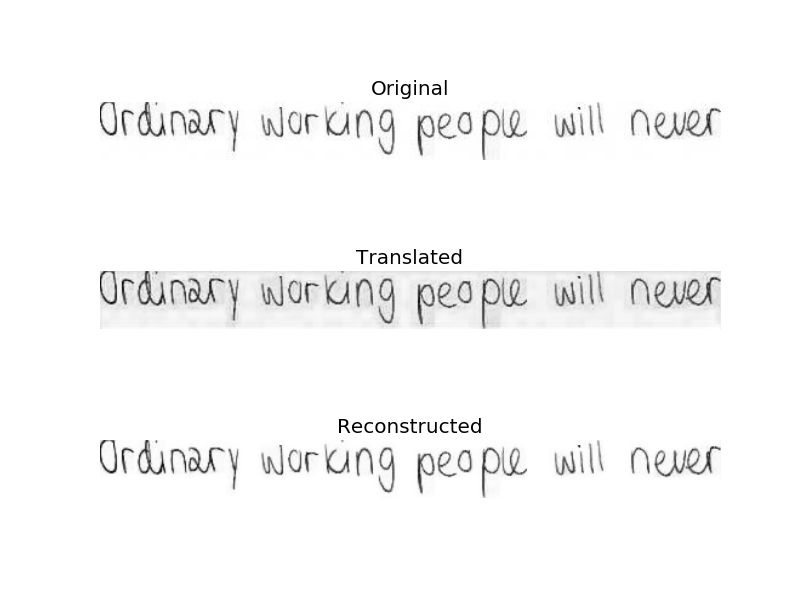 Original
Ordinary working people will never
Translated
Ordinary working people will never
Reconstructed
Ordinary working people will never